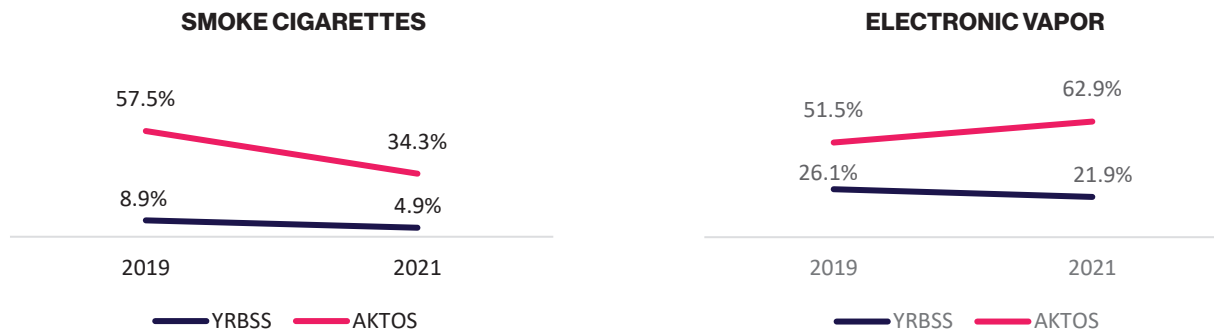 SMOKE CIGARETTES
57.5%
34.3%
8.9%
4.9%
2019 2021
YRBSS AKTOS
ELECTRONIC VAPOR
51.5%
62.9%
26.1%
21.9%
2019 2021
YRBSS AKTOS